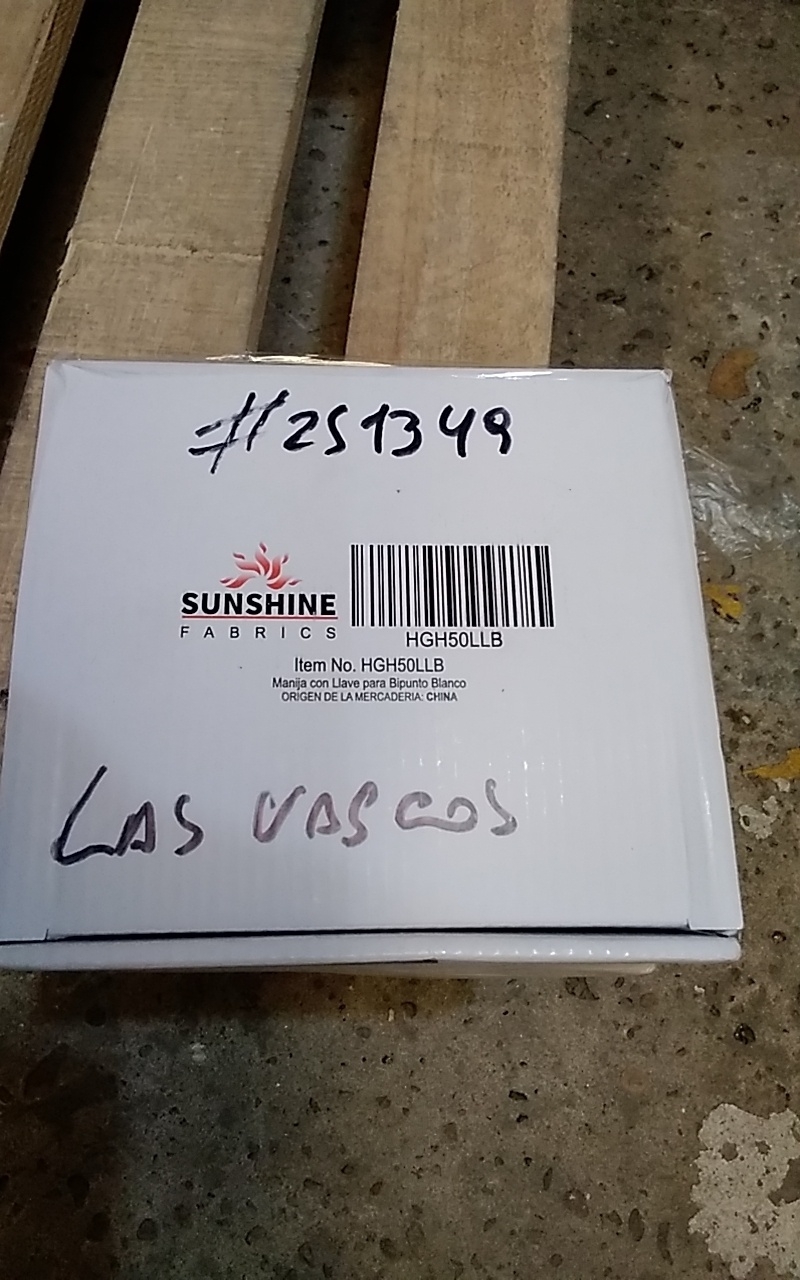 #251349
SUNSHINE
FABRICS
HGH50LLB
Item No. HGH50LLB
Manija con Llave para Bipunto Blanco
ORIGEN DE LA MERCADERIA: CHINA
LAS VASCOS